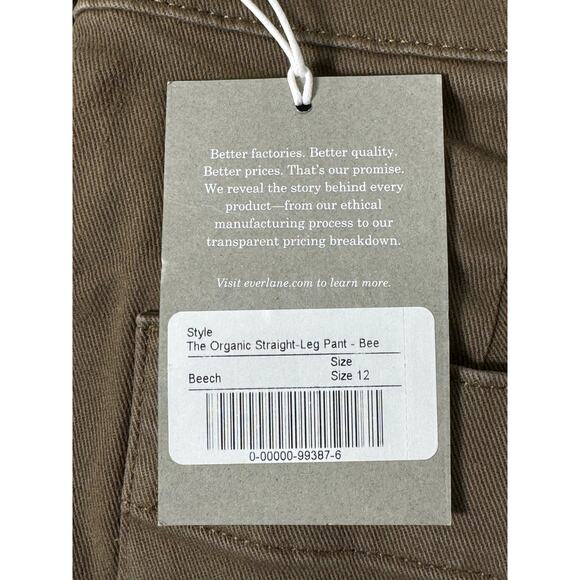 Better factories. Better quality.
Better prices. That's our promise.
We reveal the story behind every
product—from our ethical
manufacturing process to our
transparent pricing breakdown.
Visit everlane.com to learn more.
Style
The Organic Straight-Leg Pant - Bee
Size
Beech Size 12
0-00000-99387-6